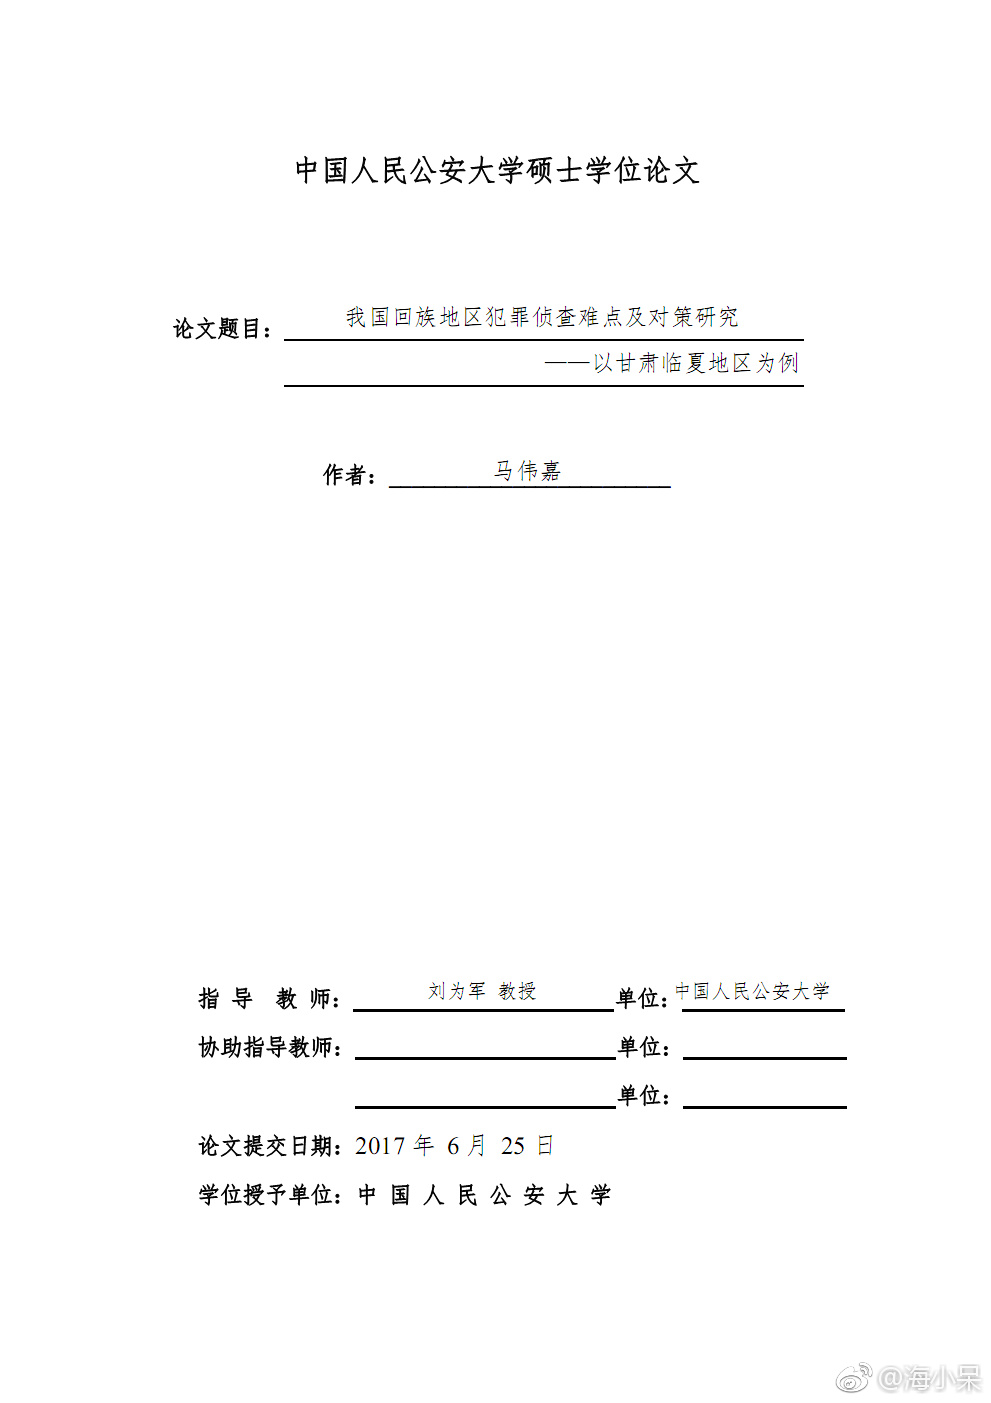 中国人民公安大学硕士学位论文
论文题目：我国回族地区犯罪侦查难点及对策研究
——以甘肃临夏地区为例
作者：马伟嘉
指 导 教 师：刘为军 教授 单位：中国人民公安大学
协助指导教师： 单位：
单位：
论文提交日期：2017 年 6 月 25 日
学位授予单位：中 国 人 民 公 安 大 学
@海小呆